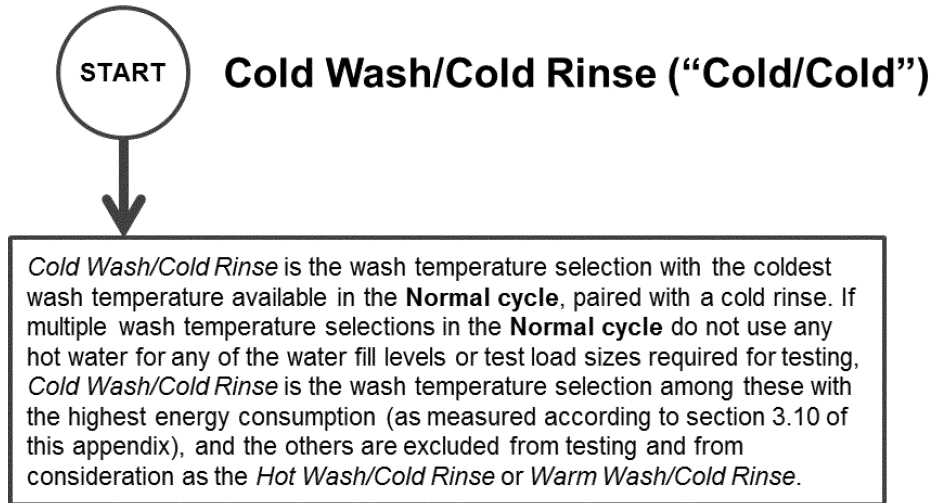 START
Cold Wash/Cold Rinse (“Cold/Cold”)
Cold Wash/Cold Rinse is the wash temperature selection with the coldest
wash temperature available in the Normal cycle, paired with a cold rinse. If
multiple wash temperature selections in the Normal cycle do not use any
hot water for any of the water fill levels or test load sizes required for testing,
Cold Wash/Cold Rinse is the wash temperature selection among these with
the highest energy consumption (as measured according to section 3.10 of
this appendix), and the others are excluded from testing and from
consideration as the Hot Wash/Cold Rinse or Warm Wash/Cold Rinse.